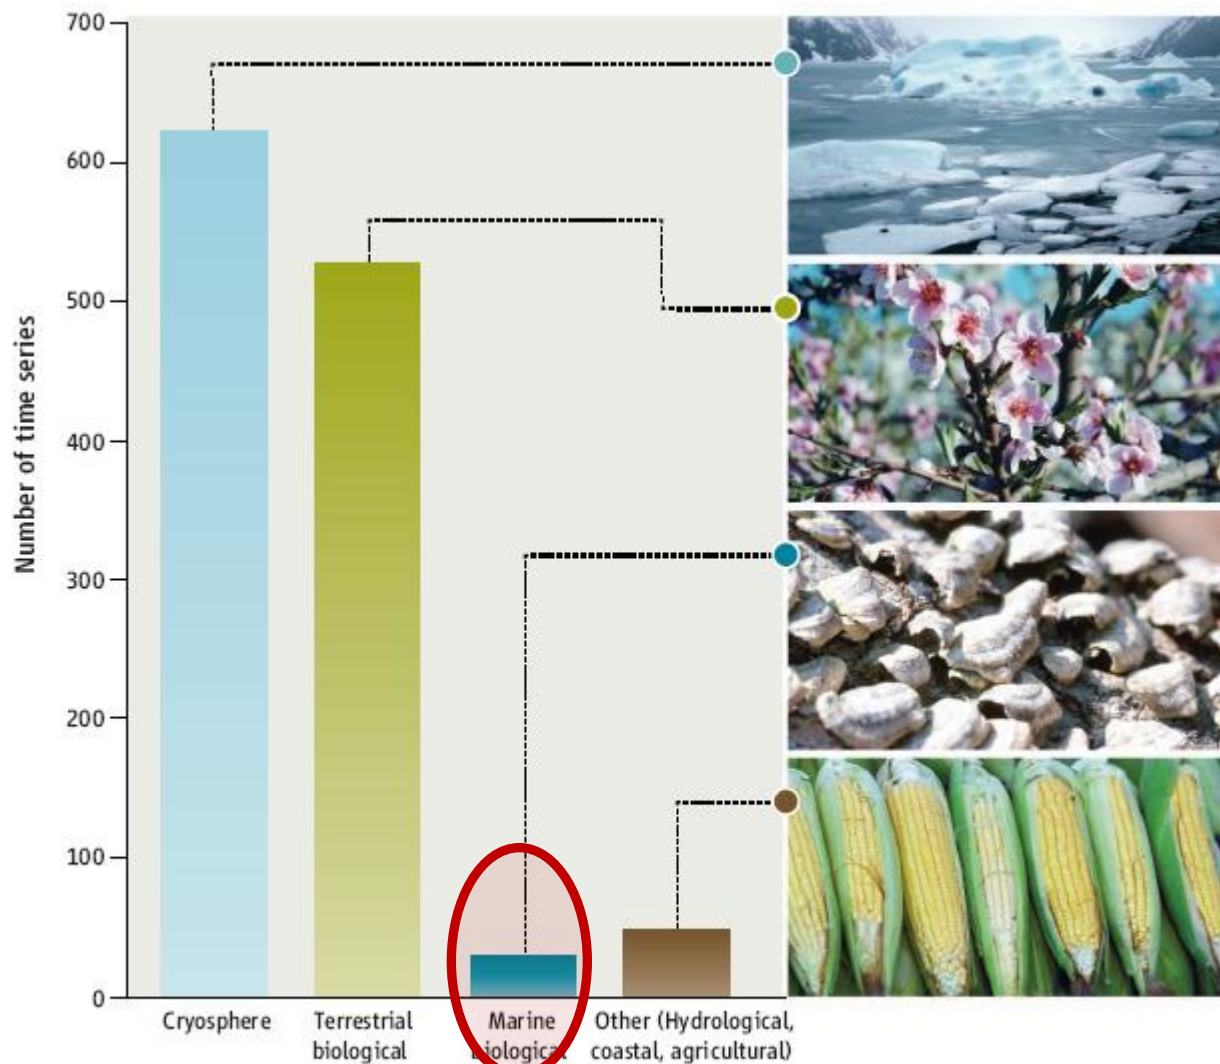 700
600
500
400
300
200
100
0
Number of time series
Cryosphere
Terrestrial
biological
Marine
biological
Other (Hydrological,
coastal, agricultural)